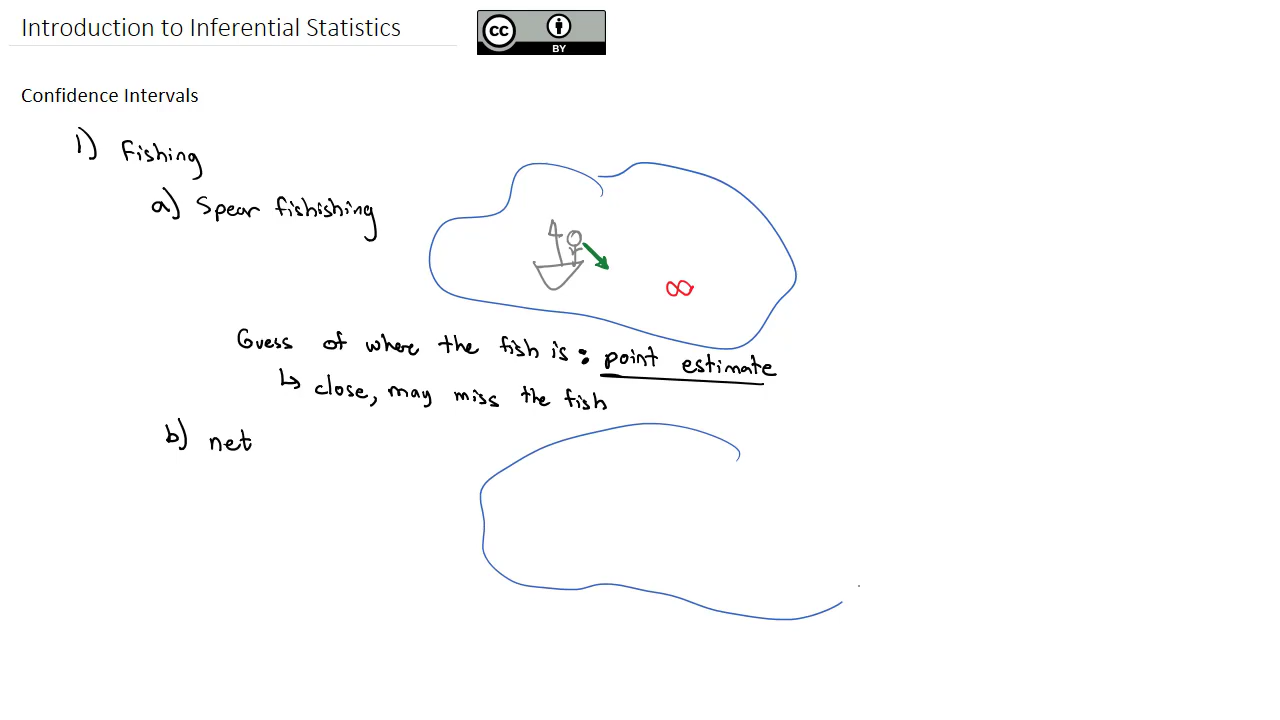 Introduction to Inferential Statistics
cc
BY
Confidence Intervals
1) Fishing
a) Spear fishishing
Guess of where the fish is: point estimate
↳ close, may miss the fish
b) net